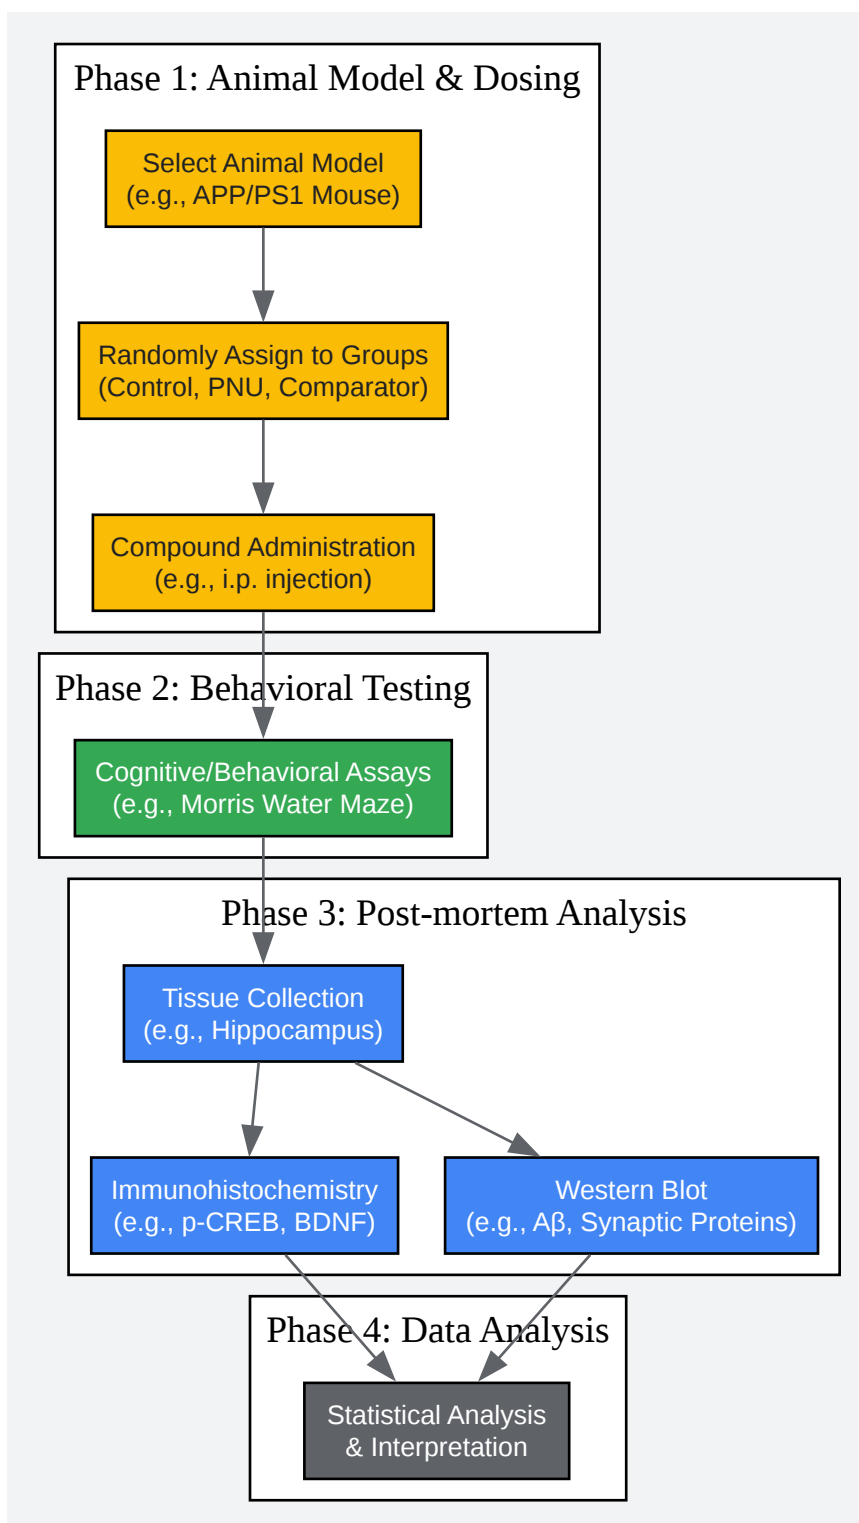 Phase 1: Animal Model & Dosing
Select Animal Model
(e.g., APP/PS1 Mouse)
Randomly Assign to Groups
(Control, PNU, Comparator)
Compound Administration
(e.g., i.p. injection)
Phase 2: Behavioral Testing
Cognitive/Behavioral Assays
(e.g., Morris Water Maze)
Phase 3: Post-mortem Analysis
Tissue Collection
(e.g., Hippocampus)
Immunohistochemistry
(e.g., p-CREB, BDNF)
Western Blot
(e.g., Aβ, Synaptic Proteins)
Phase 4: Data Analysis
Statistical Analysis
& Interpretation